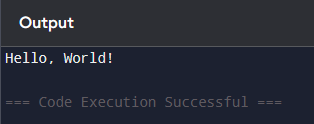 Output
Hello, World!
=== Code Execution Successful ===